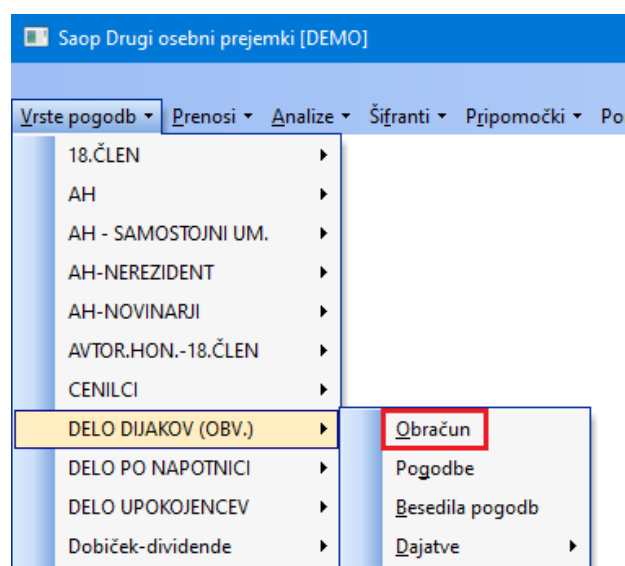 Saop Drugi osebni prejemki [DEMO]
Vrste pogodb Prenosi Analize Šifranti Pripomočki Po
18.ČLEN
AH
AH - SAMOSTOJNI UM.
AH-NEREZIDENT
AH-NOVINARJI
AVTOR.HON.-18.ČLEN
CENILCI
DELO DIJAKOV (OBV.) Obračun
DELO PO NAPOTNICI Pogodbe
DELO UPOKOJENCEV Besedila pogodb
Dobiček-dividende Dajatve